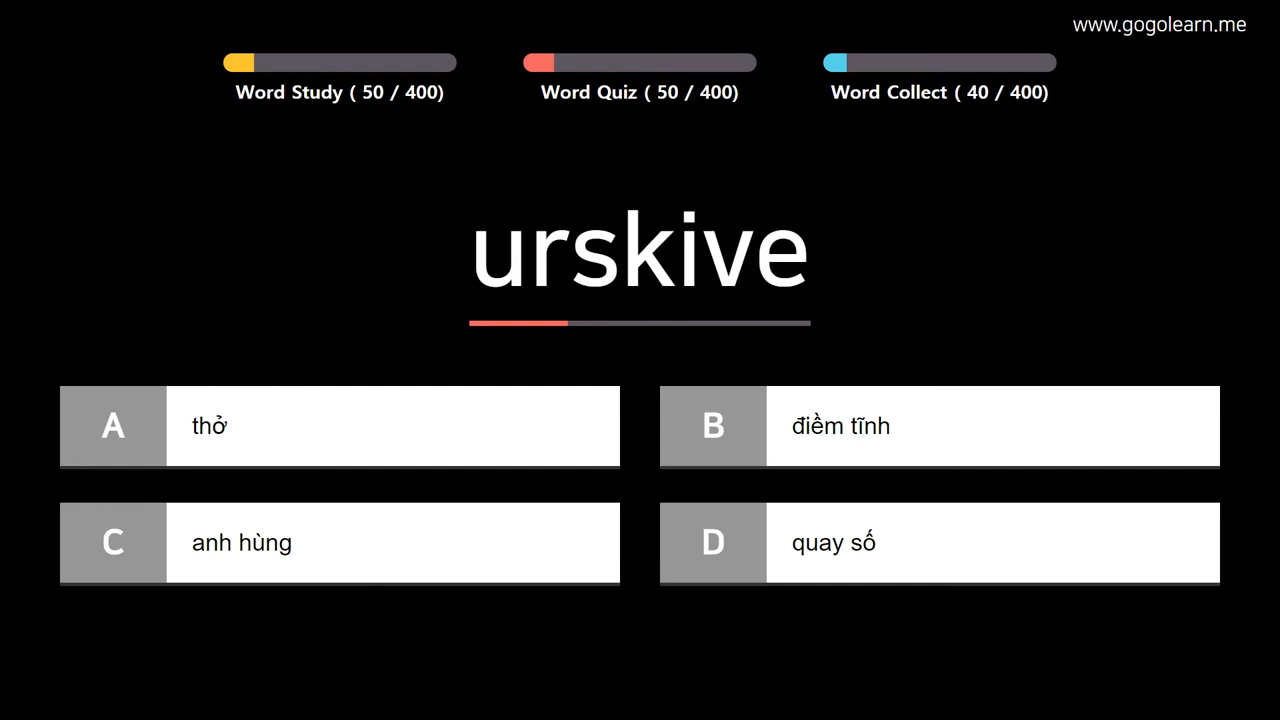 www.gogolearn.me
Word Study ( 50 / 400)
Word Quiz ( 50 / 400)
Word Collect ( 40 / 400)
urskive
A thở
B điềm tĩnh
C anh hùng
D quay số